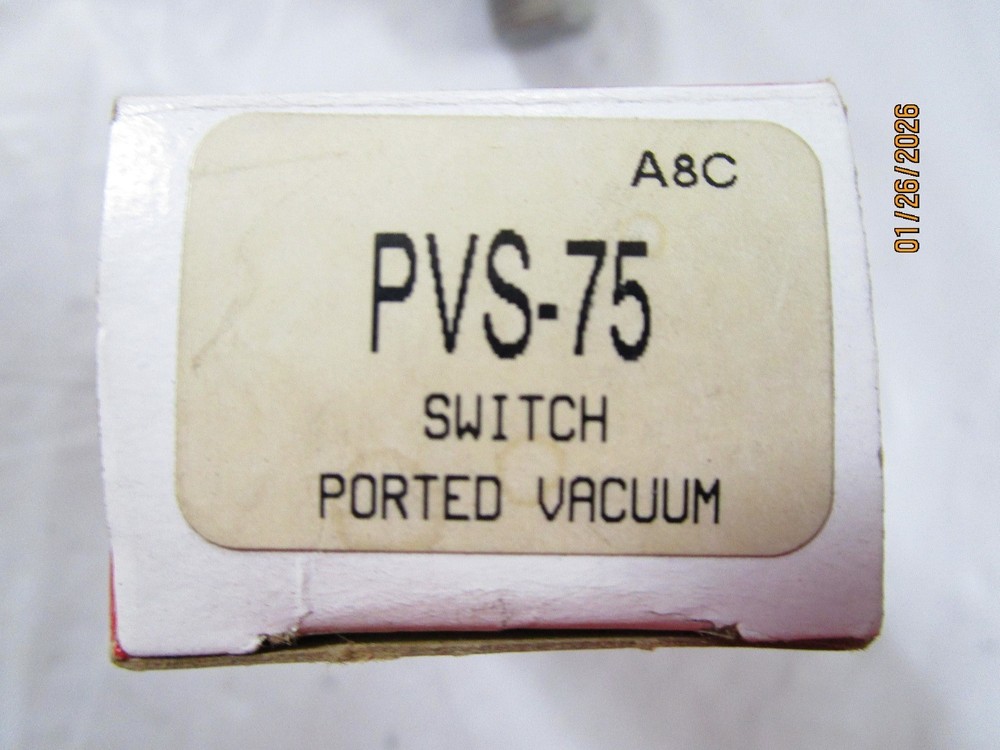 A8C
PVS-75
SWITCH
PORTED VACUUM
01/26/2026